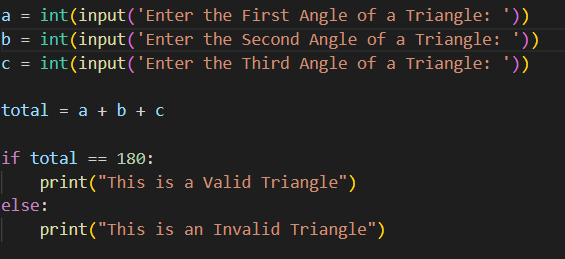 a = int(input('Enter the First Angle of a Triangle: '))
b = int(input('Enter the Second Angle of a Triangle: '))
c = int(input('Enter the Third Angle of a Triangle: '))

total = a + b + c

if total == 180:
    print("This is a Valid Triangle")
else:
    print("This is an Invalid Triangle")